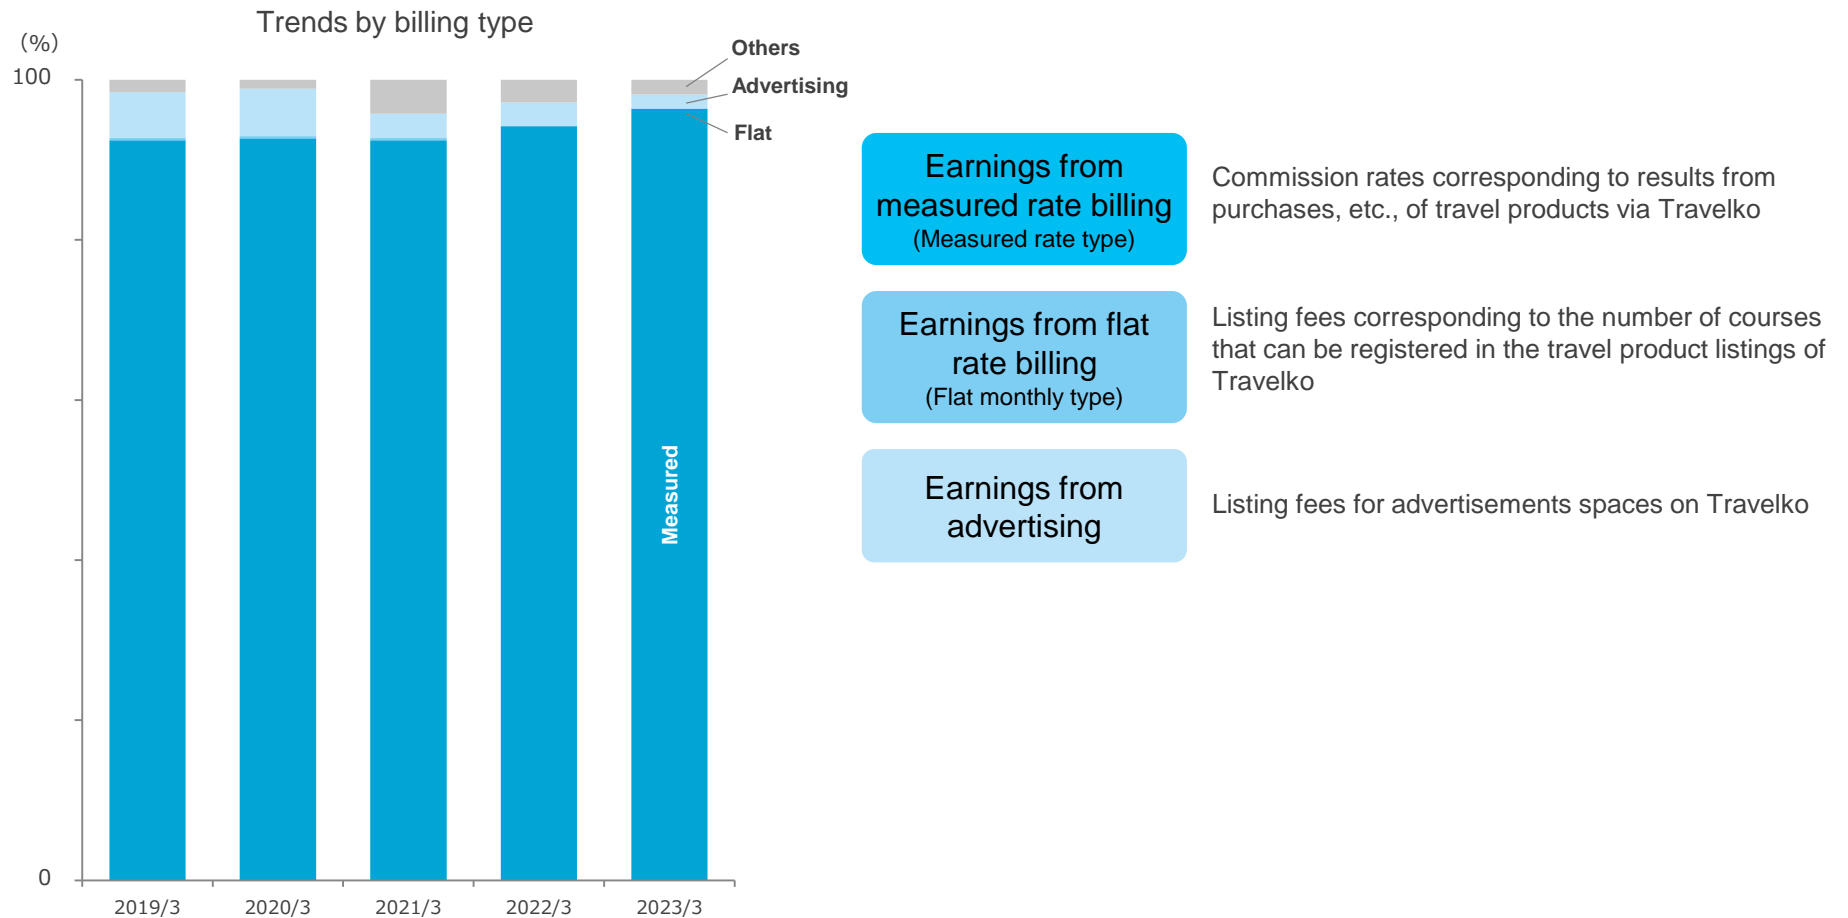 Trends by billing type
(%)
100
0
Others
Advertising
Flat
Measured
2019/3
2020/3
2021/3
2022/3
2023/3
Earnings from
measured rate billing
(Measured rate type)
Commission rates corresponding to results from
purchases, etc., of travel products via Travelko
Earnings from flat
rate billing
(Flat monthly type)
Listing fees corresponding to the number of courses
that can be registered in the travel product listings of
Travelko
Earnings from
advertising
Listing fees for advertisements spaces on Travelko